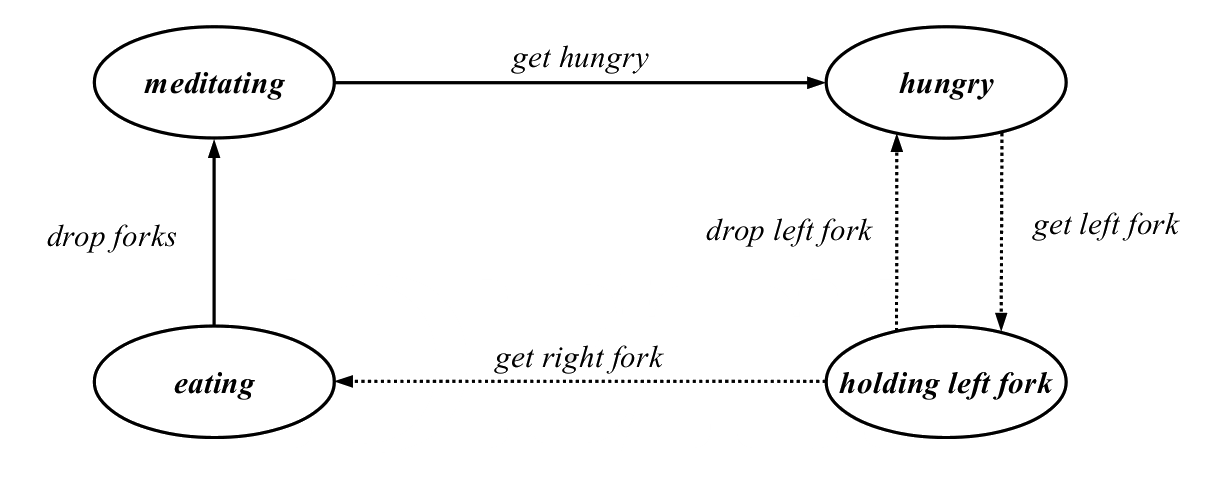 get hungry
meditating
hungry
drop forks
drop left fork
get left fork
get right fork
eating
holding left fork